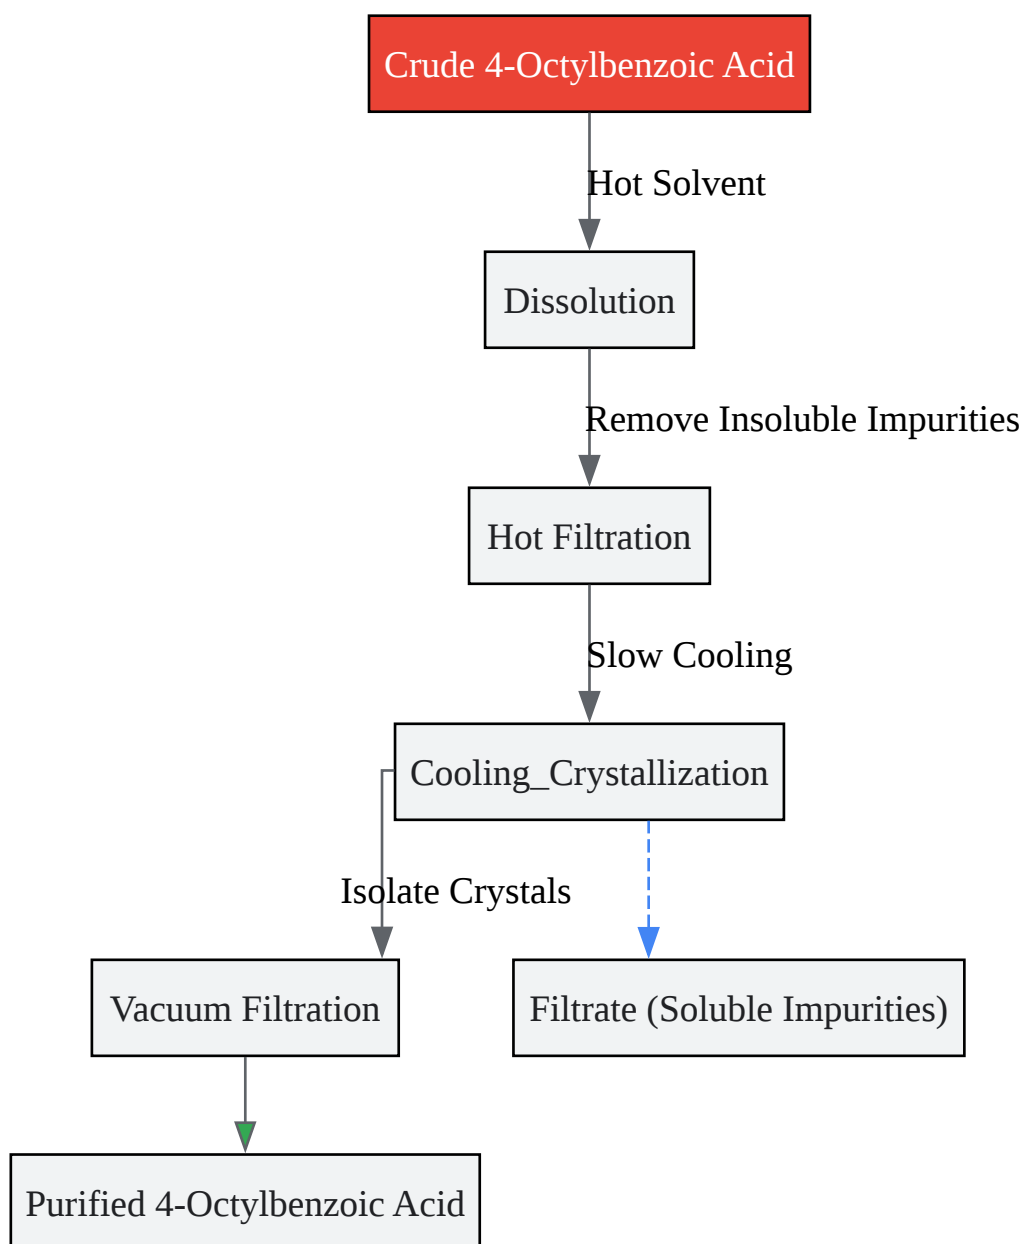 Crude 4-Octylbenzoic Acid
Hot Solvent
Dissolution
Remove Insoluble Impurities
Hot Filtration
Slow Cooling
Cooling_Crystallization
Isolate Crystals
Vacuum Filtration
Filtrate (Soluble Impurities)
Purified 4-Octylbenzoic Acid